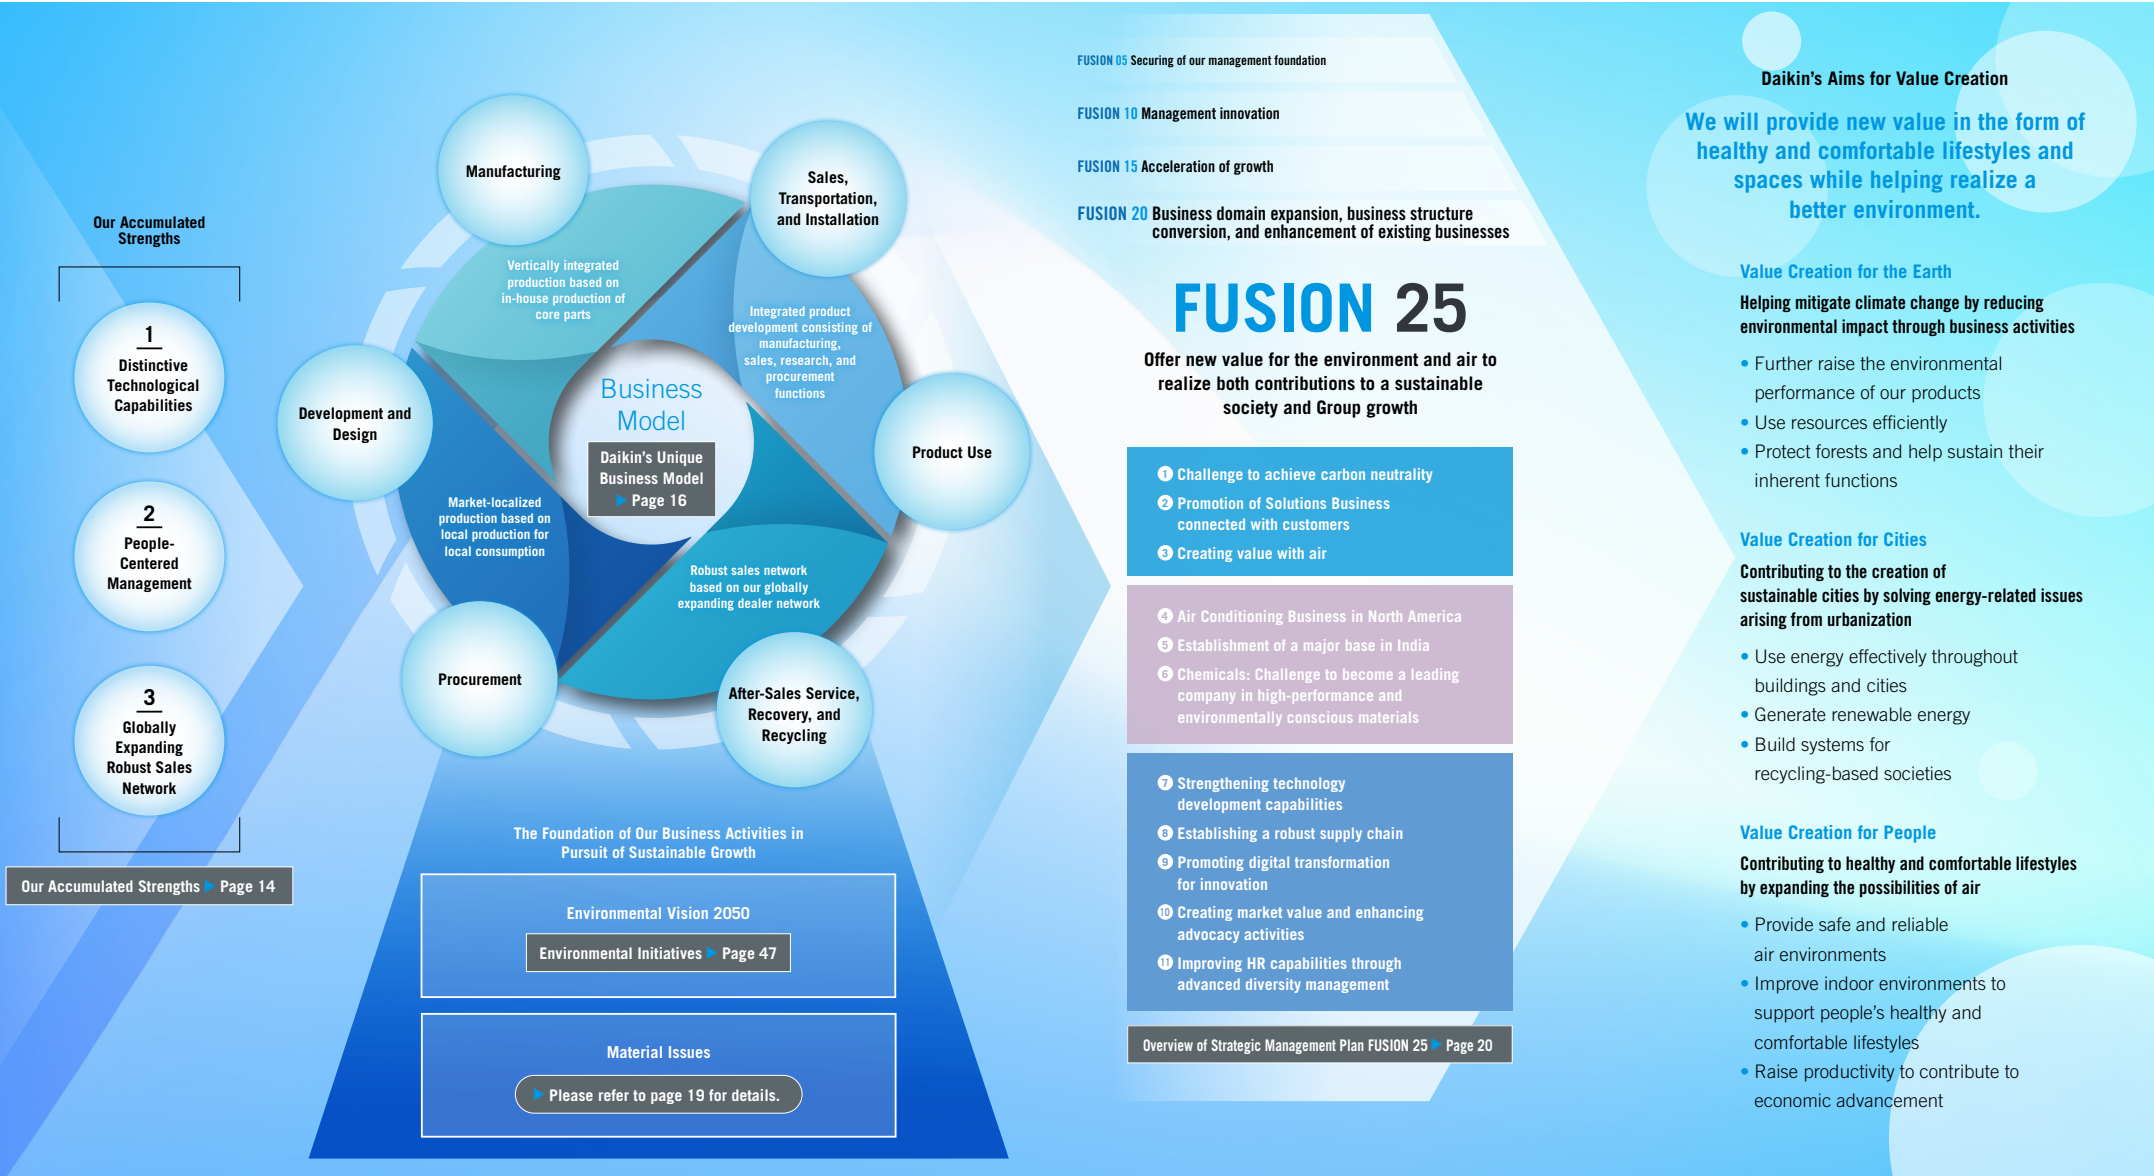 Our Accumulated
Strengths
1
Distinctive
Technological
Capabilities
2
People-
Centered
Management
3
Globally
Expanding
Robust Sales
Network
Our Accumulated Strengths ▶ Page 14
Manufacturing
Sales,
Transportation,
and Installation
Development and
Design
Product Use
Procurement
After-Sales Service,
Recovery, and
Recycling
Vertically integrated
production based on
in-house production of
core parts
Integrated product
development consisting of
manufacturing,
sales, research, and
procurement
functions
Market-localized
production based on
local production for
local consumption
Robust sales network
based on our globally
expanding dealer network
Business
Model
Daikin's Unique
Business Model
▶ Page 16
The Foundation of Our Business Activities in
Pursuit of Sustainable Growth
Environmental Vision 2050
Environmental Initiatives ▶ Page 47
Material Issues
▶ Please refer to page 19 for details.
FUSION 05 Securing of our management foundation
FUSION 10 Management innovation
FUSION 15 Acceleration of growth
FUSION 20 Business domain expansion, business structure
conversion, and enhancement of existing businesses
FUSION 25
Offer new value for the environment and air to
realize both contributions to a sustainable
society and Group growth
① Challenge to achieve carbon neutrality
② Promotion of Solutions Business
connected with customers
③ Creating value with air
④ Air Conditioning Business in North America
⑤ Establishment of a major base in India
⑥ Chemicals: Challenge to become a leading
company in high-performance and
environmentally conscious materials
⑦ Strengthening technology
development capabilities
⑧ Establishing a robust supply chain
⑨ Promoting digital transformation
for innovation
⑩ Creating market value and enhancing
advocacy activities
⑪ Improving HR capabilities through
advanced diversity management
Overview of Strategic Management Plan FUSION 25 ▶ Page 20
Daikin's Aims for Value Creation
We will provide new value in the form of
healthy and comfortable lifestyles and
spaces while helping realize a
better environment.
Value Creation for the Earth
Helping mitigate climate change by reducing
environmental impact through business activities
• Further raise the environmental
performance of our products
• Use resources efficiently
• Protect forests and help sustain their
inherent functions
Value Creation for Cities
Contributing to the creation of
sustainable cities by solving energy-related issues
arising from urbanization
• Use energy effectively throughout
buildings and cities
• Generate renewable energy
• Build systems for
recycling-based societies
Value Creation for People
Contributing to healthy and comfortable lifestyles
by expanding the possibilities of air
• Provide safe and reliable
air environments
• Improve indoor environments to
support people's healthy and
comfortable lifestyles
• Raise productivity to contribute to
economic advancement